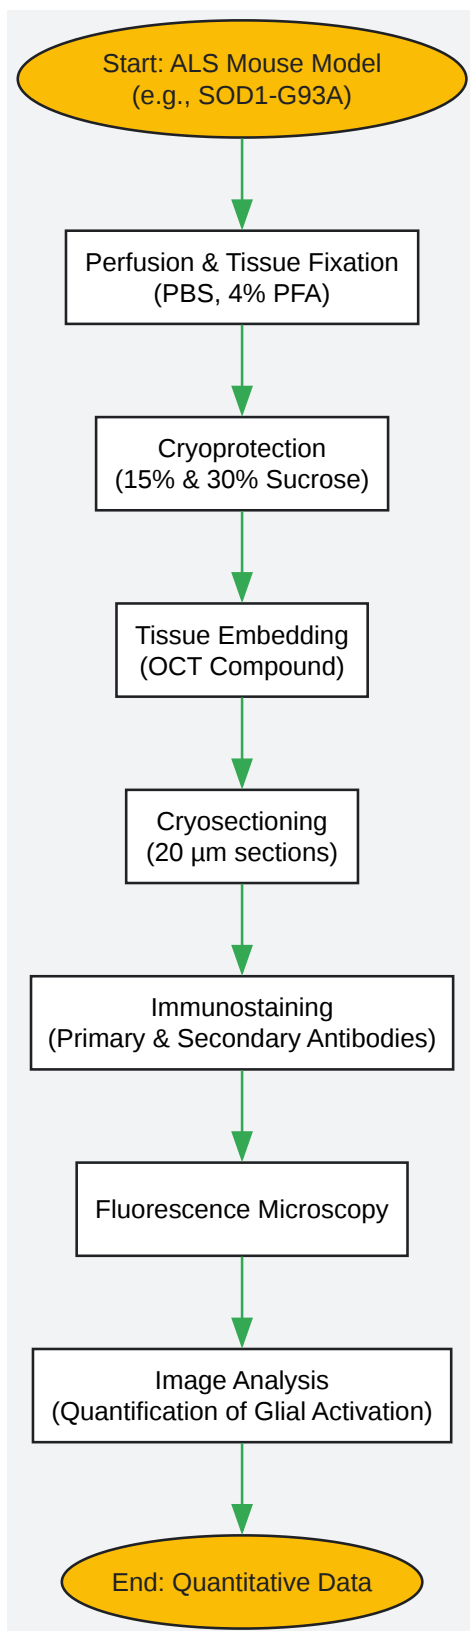 Start: ALS Mouse Model
(e.g., SOD1-G93A)
Perfusion & Tissue Fixation
(PBS, 4% PFA)
Cryoprotection
(15% & 30% Sucrose)
Tissue Embedding
(OCT Compound)
Cryosectioning
(20 µm sections)
Immunostaining
(Primary & Secondary Antibodies)
Fluorescence Microscopy
Image Analysis
(Quantification of Glial Activation)
End: Quantitative Data